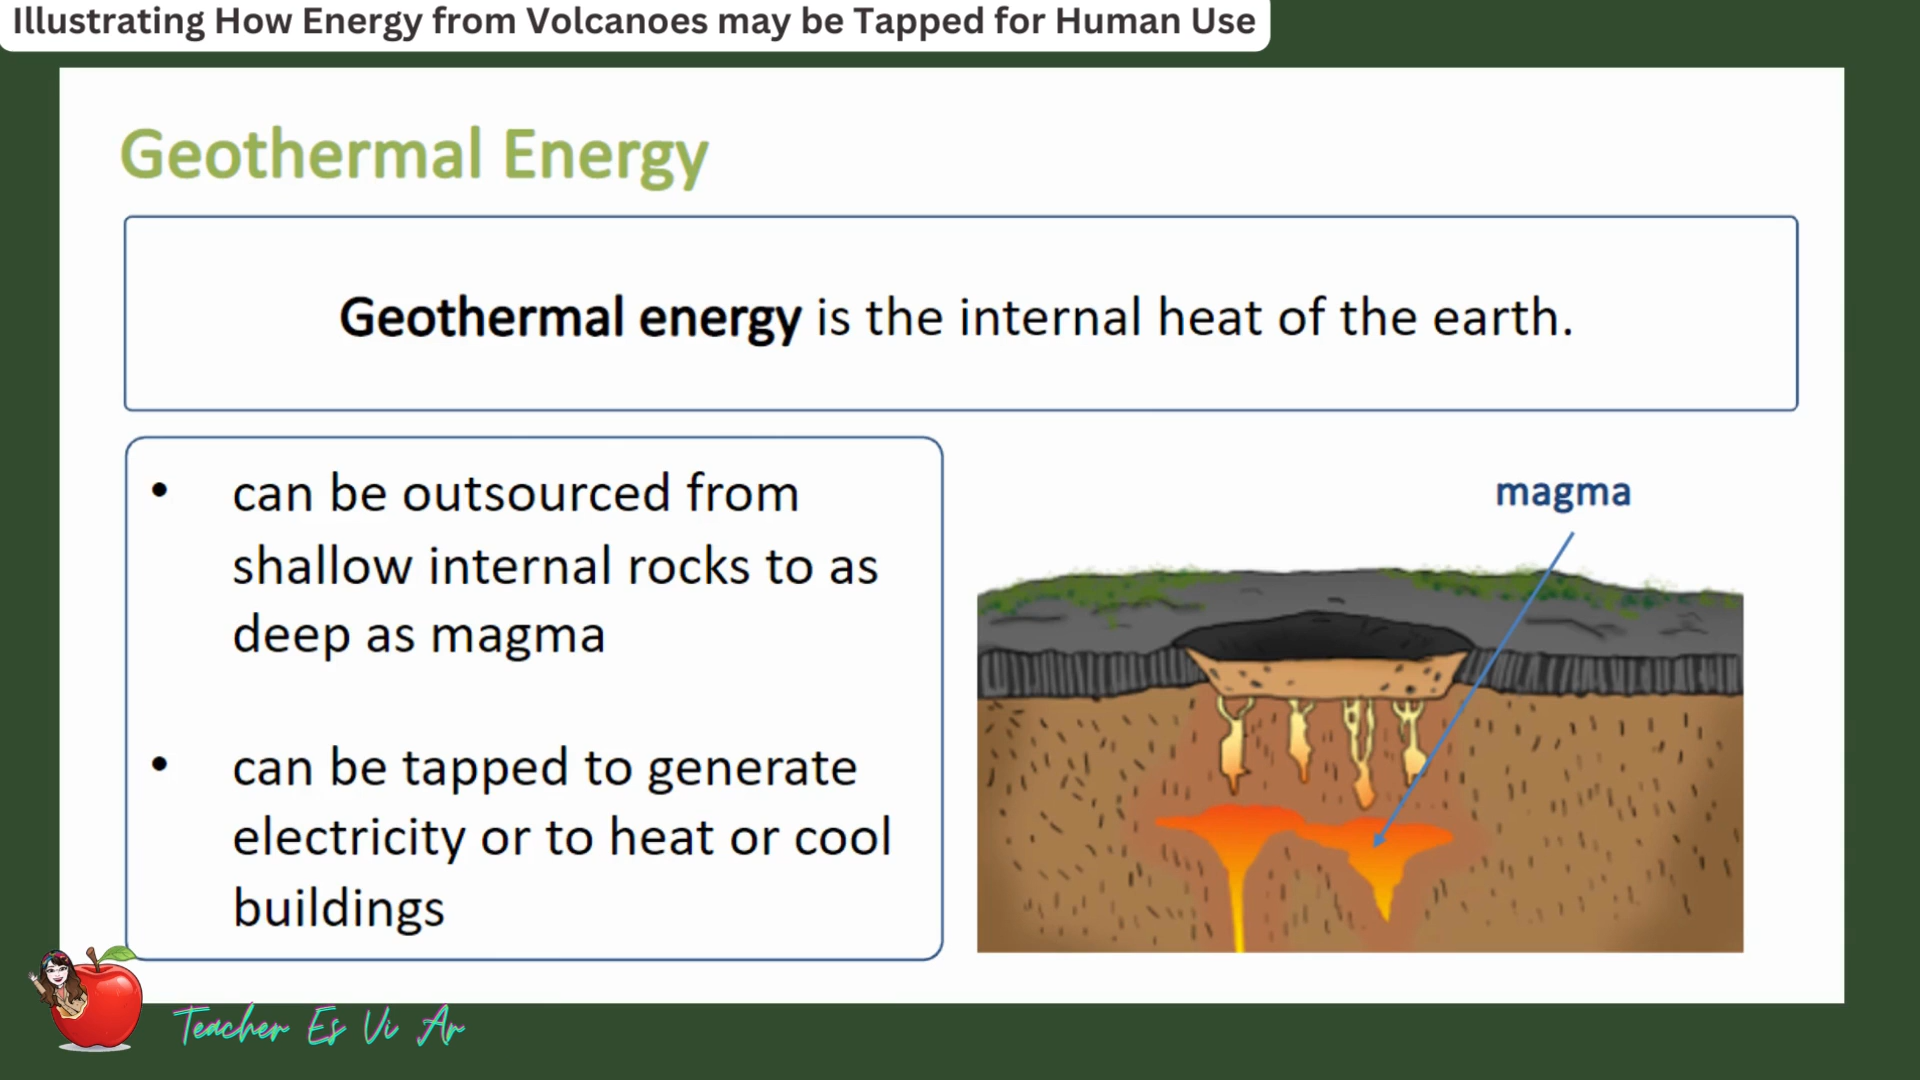 Illustrating How Energy from Volcanoes may be Tapped for Human Use
Geothermal Energy
Geothermal energy is the internal heat of the earth.
• can be outsourced from
shallow internal rocks to as
deep as magma
• can be tapped to generate
electricity or to heat or cool
buildings
magma
Teacher Es Vi Ar